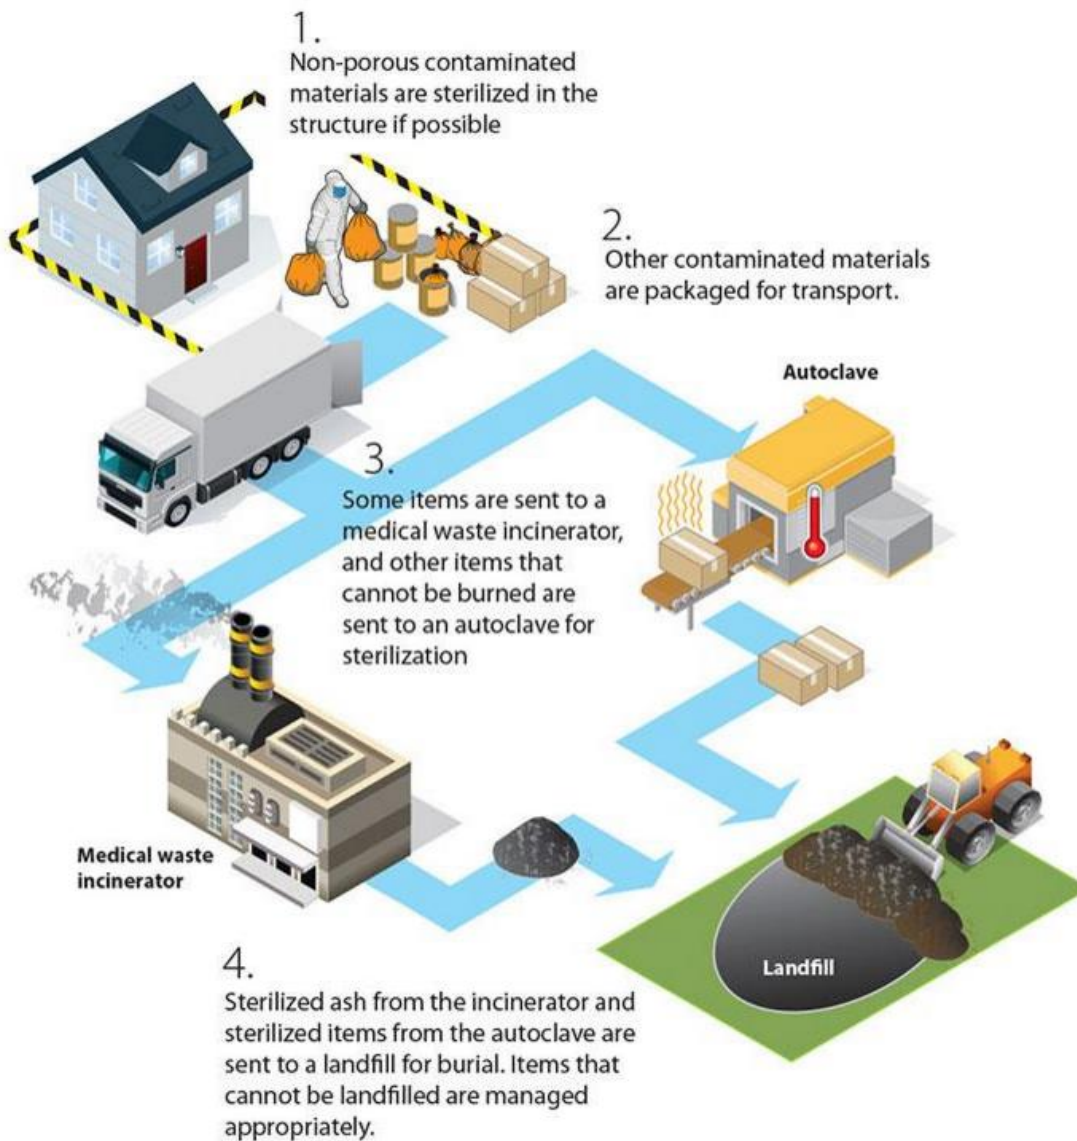 1.
Non-porous contaminated
materials are sterilized in the
structure if possible
2.
Other contaminated materials
are packaged for transport.
Autoclave
3.
Some items are sent to a
medical waste incinerator,
and other items that
cannot be burned are
sent to an autoclave for
sterilization
Medical waste
incinerator
Landfill
4.
Sterilized ash from the incinerator and
sterilized items from the autoclave are
sent to a landfill for burial. Items that
cannot be landfilled are managed
appropriately.